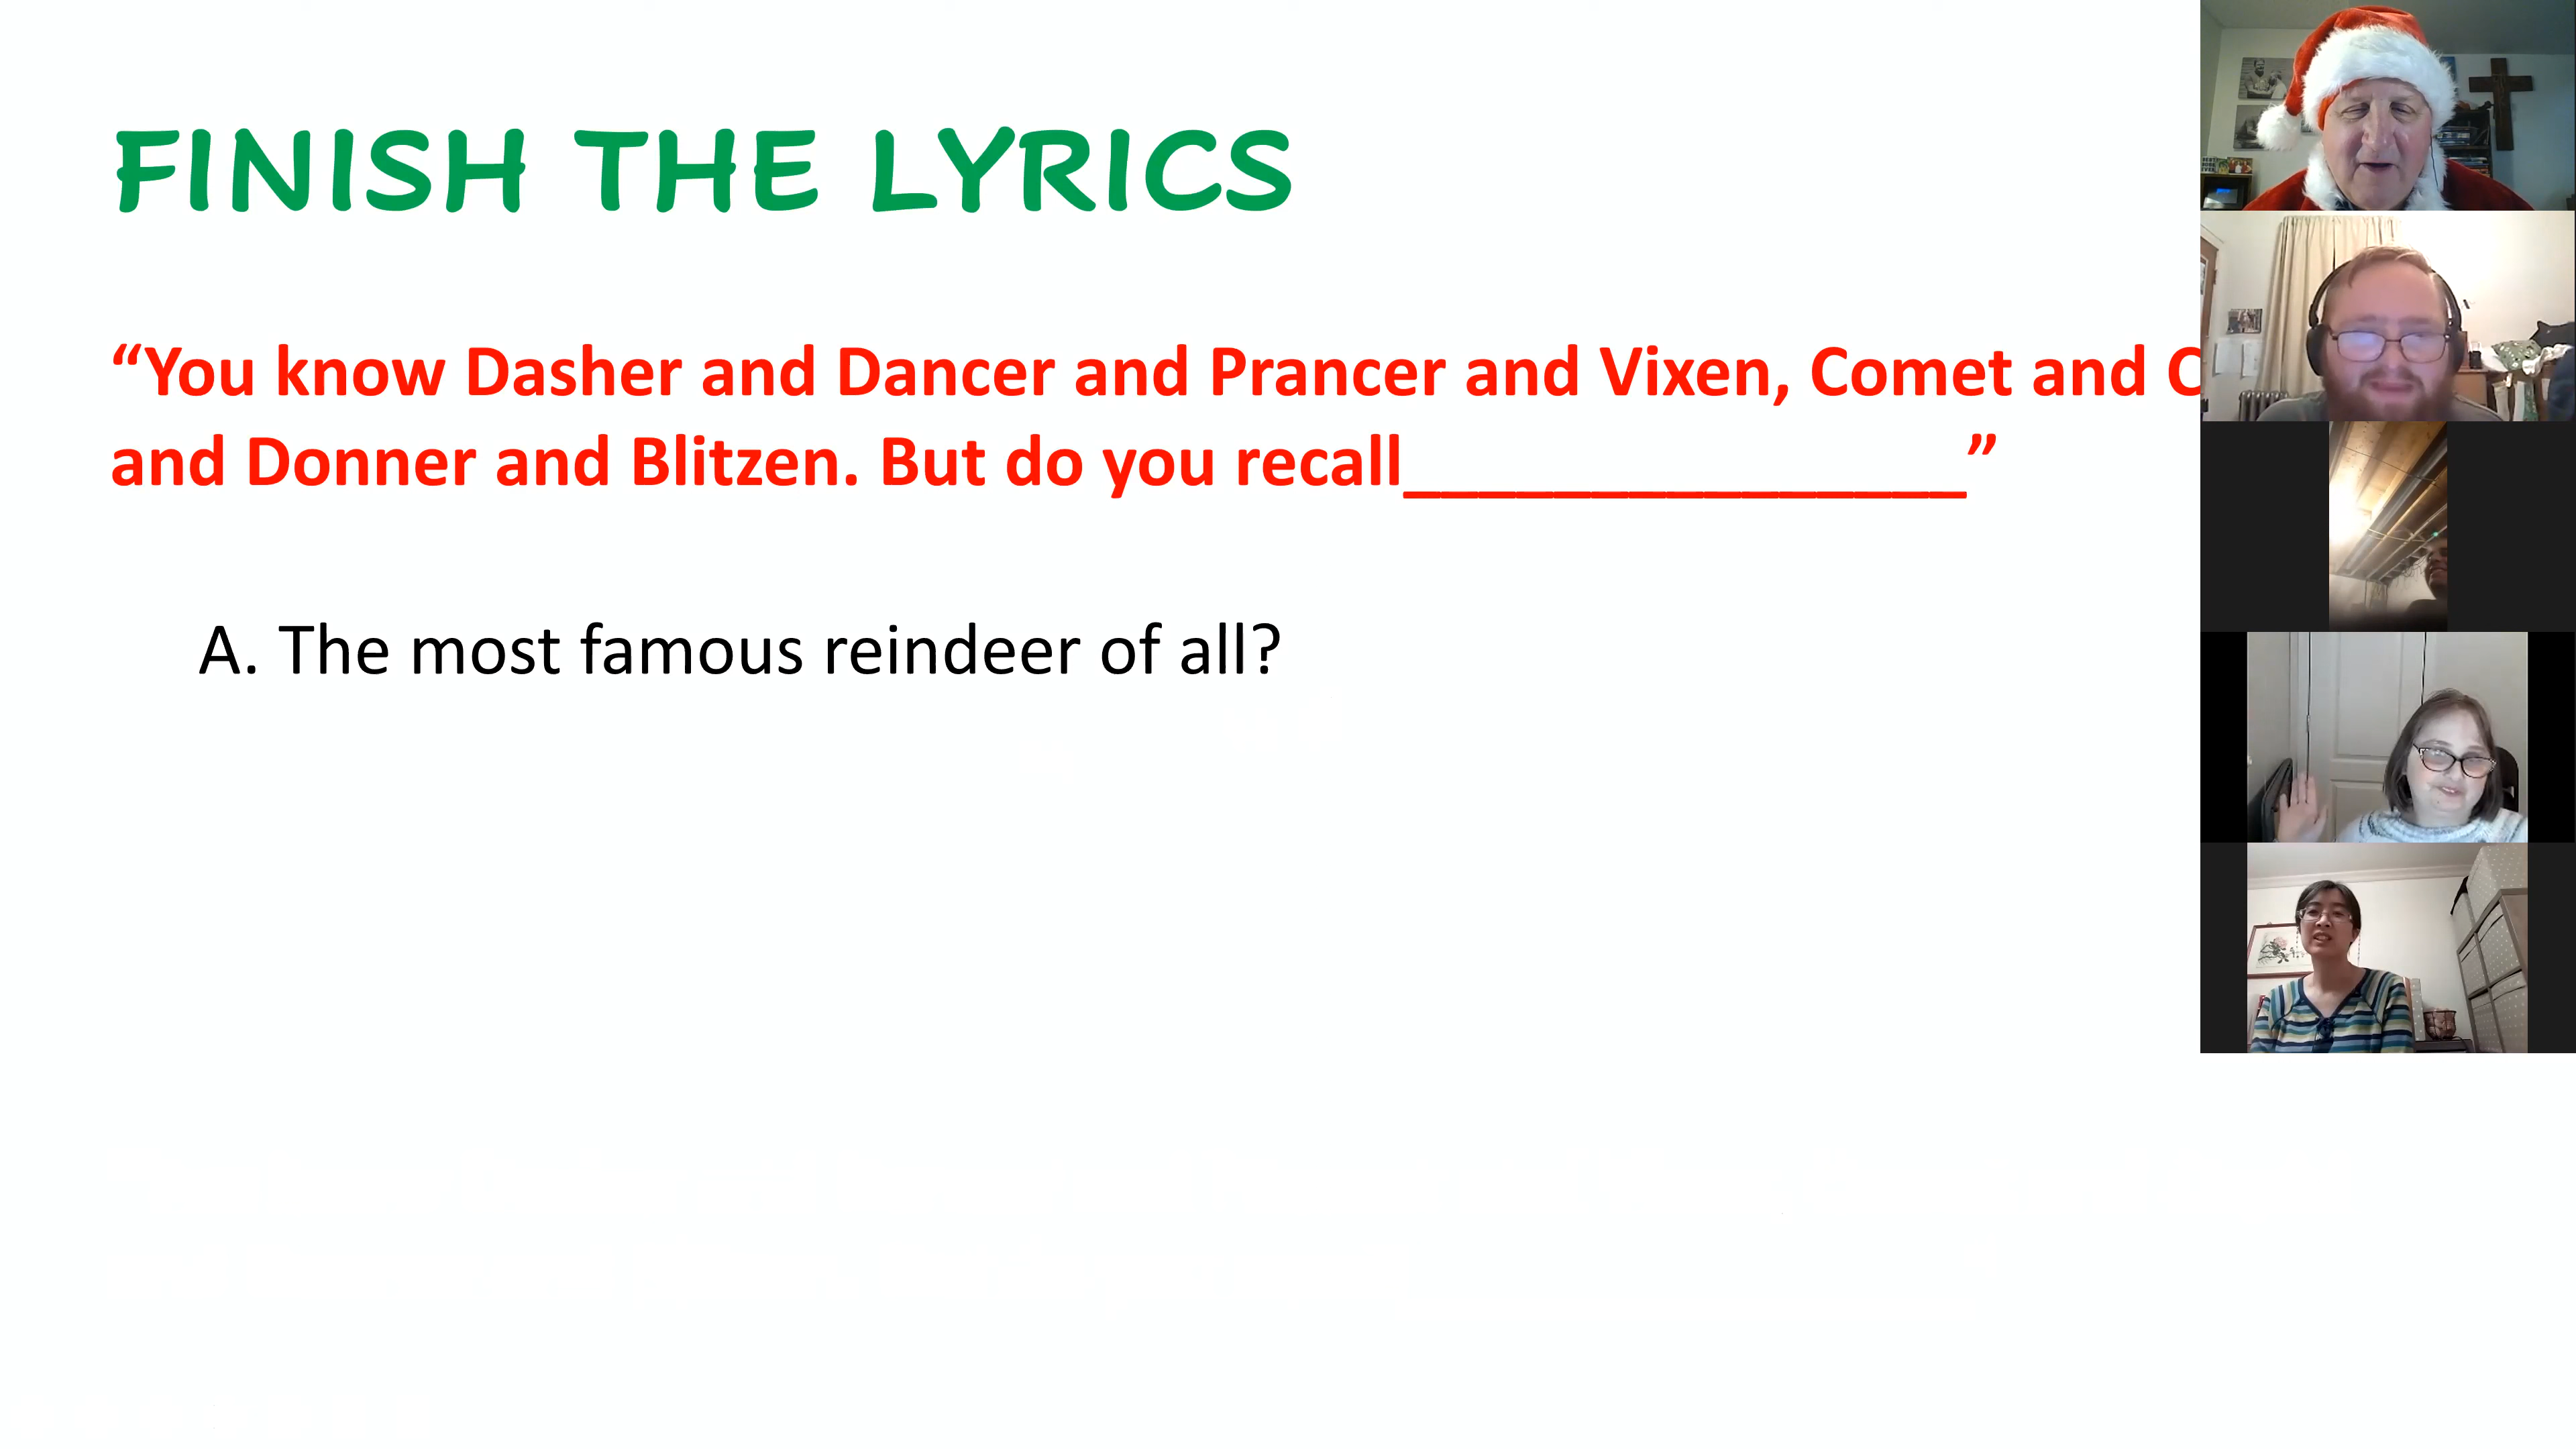 FINISH THE LYRICS
“You know Dasher and Dancer and Prancer and Vixen, Comet and C
and Donner and Blitzen. But do you recall_______________”
A. The most famous reindeer of all?